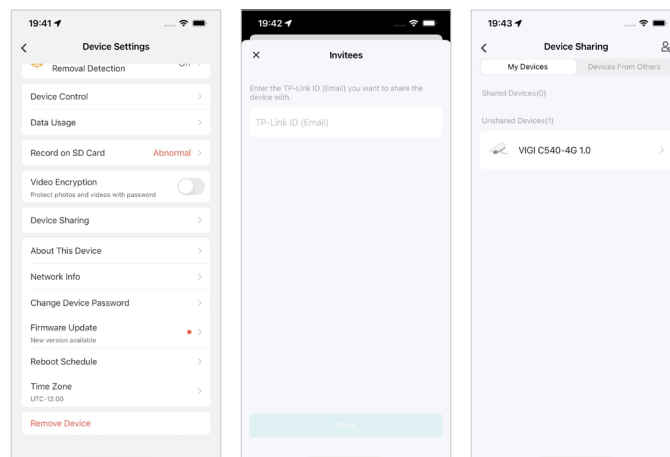 19:41
Device Settings
Removal Detection
Off
Device Control
Data Usage
Record on SD Card
Abnormal
Video Encryption
Protect photos and videos with password
Device Sharing
About This Device
Network Info
Change Device Password
Firmware Update
New version available
Reboot Schedule
Time Zone
UTC-12:00
Remove Device
19:42
Invitees
Enter the TP-Link ID (Email) you want to share the
device with.
TP-Link ID (Email)
Next
19:43
Device Sharing
My Devices
Devices From Others
Shared Devices(0)
Unshared Devices(1)
VIGI C540-4G 1.0